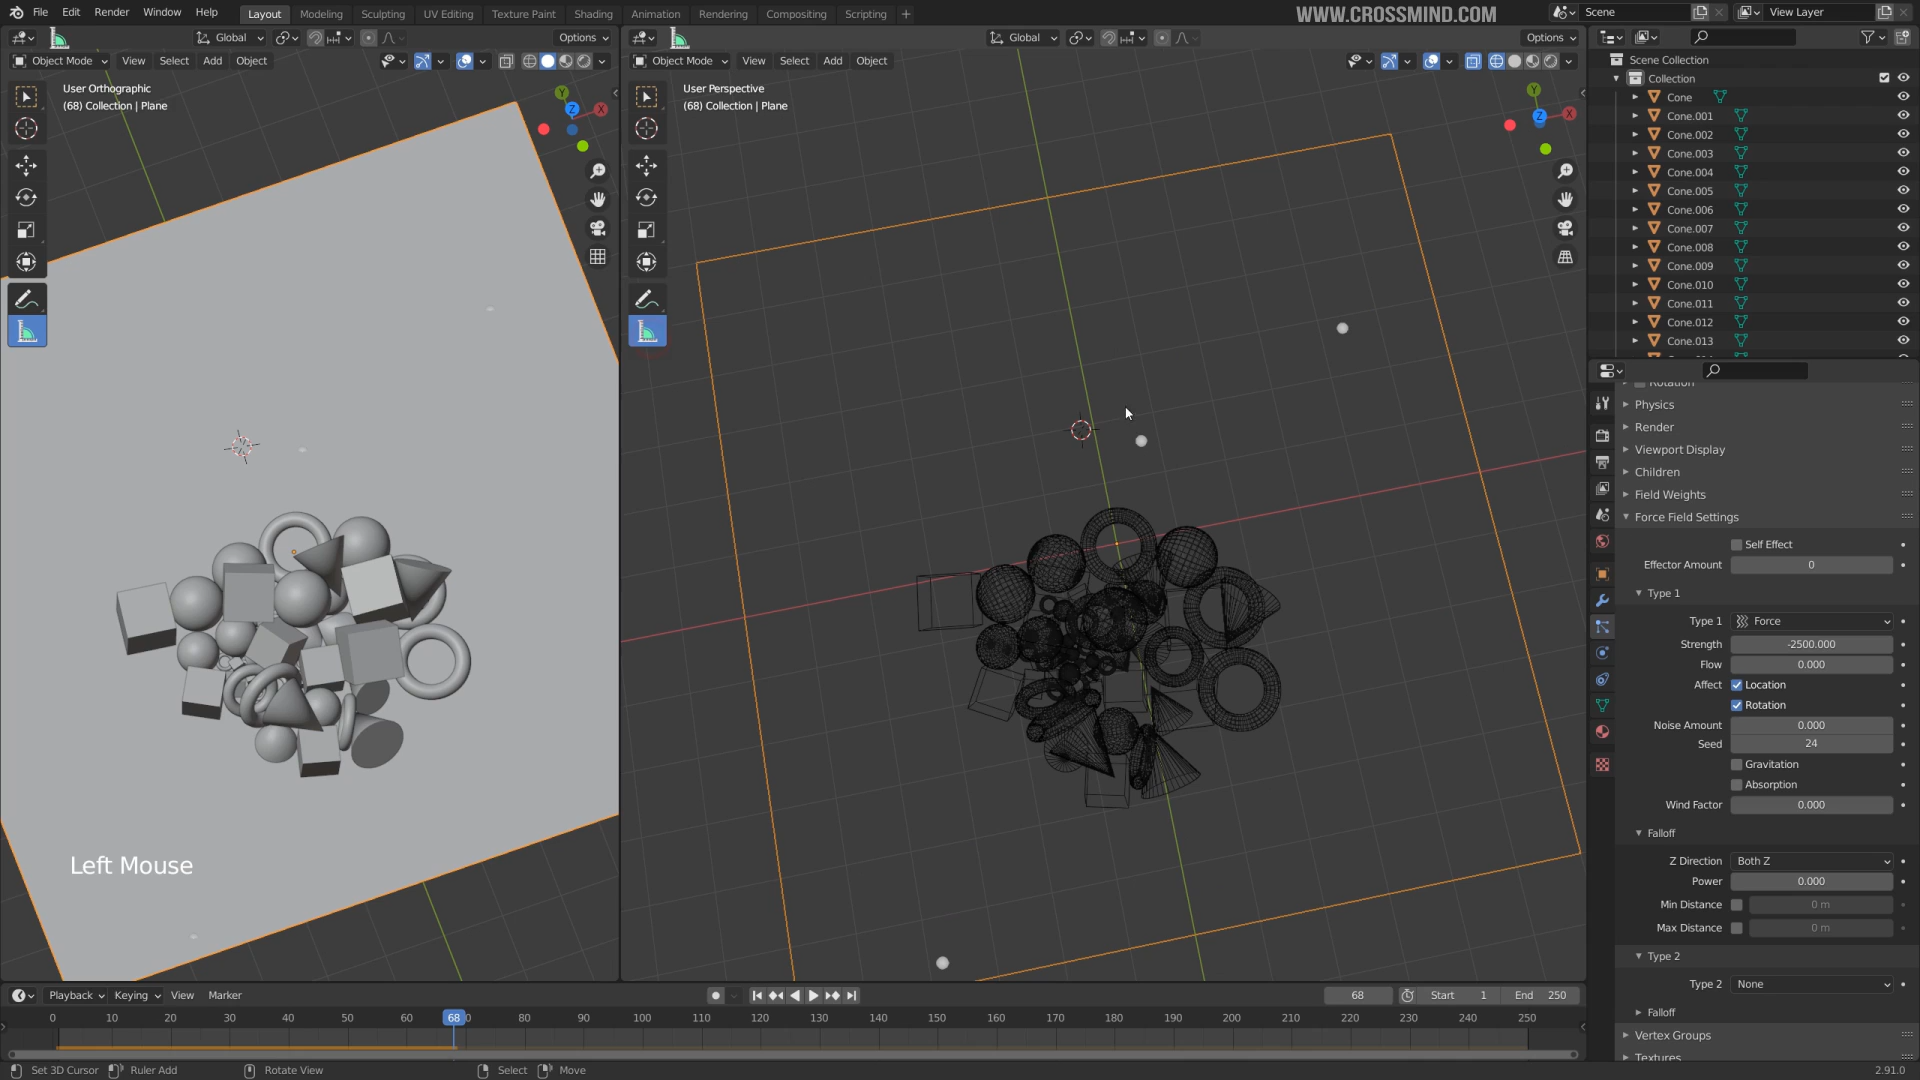 File Edit Render Window Help Layout Modeling Sculpting UV Editing Texture Paint Shading Animation Rendering Compositing Scripting + WWW.CROSSMIND.COM Scene View Layer
Global Options Global Options
Object Mode View Select Add Object Object Mode View Select Add Object
Scene Collection
Collection
User Orthographic
(68) Collection | Plane
User Perspective
(68) Collection | Plane
Y
Z
X
Y
Z
X
Cone
Cone.001
Cone.002
Cone.003
Cone.004
Cone.005
Cone.006
Cone.007
Cone.008
Cone.009
Cone.010
Cone.011
Cone.012
Cone.013
Rotation
Physics
Render
Viewport Display
Children
Field Weights
Force Field Settings
Self Effect
Effector Amount 0
Type 1
Type 1 Force
Strength -2500.000
Flow 0.000
Affect Location
Rotation
Noise Amount 0.000
Seed 24
Gravitation
Absorption
Wind Factor 0.000
Falloff
Z Direction Both Z
Power 0.000
Min Distance 0 m
Max Distance 0 m
Type 2
Type 2 None
Falloff
Vertex Groups
Textures
Left Mouse
Playback Keying View Marker 68 Start 1 End 250
0 10 20 30 40 50 60 68 80 90 100 110 120 130 140 150 160 170 180 190 200 210 220 230 240 250
Set 3D Cursor Ruler Add Rotate View Select Move 2.91.0